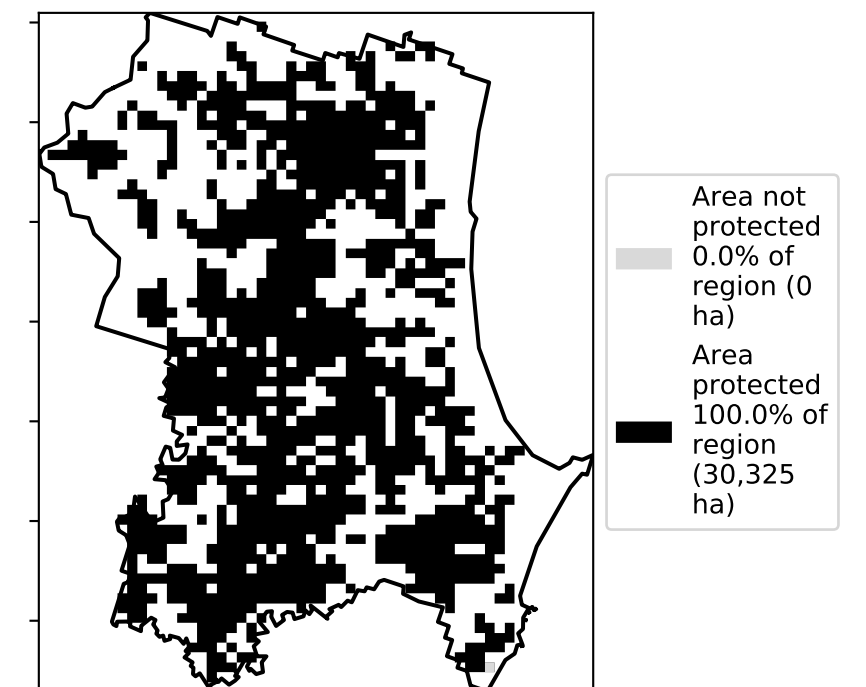 Area not
protected
0.0% of
region (0
ha)
Area
protected
100.0% of
region
(30,325
ha)